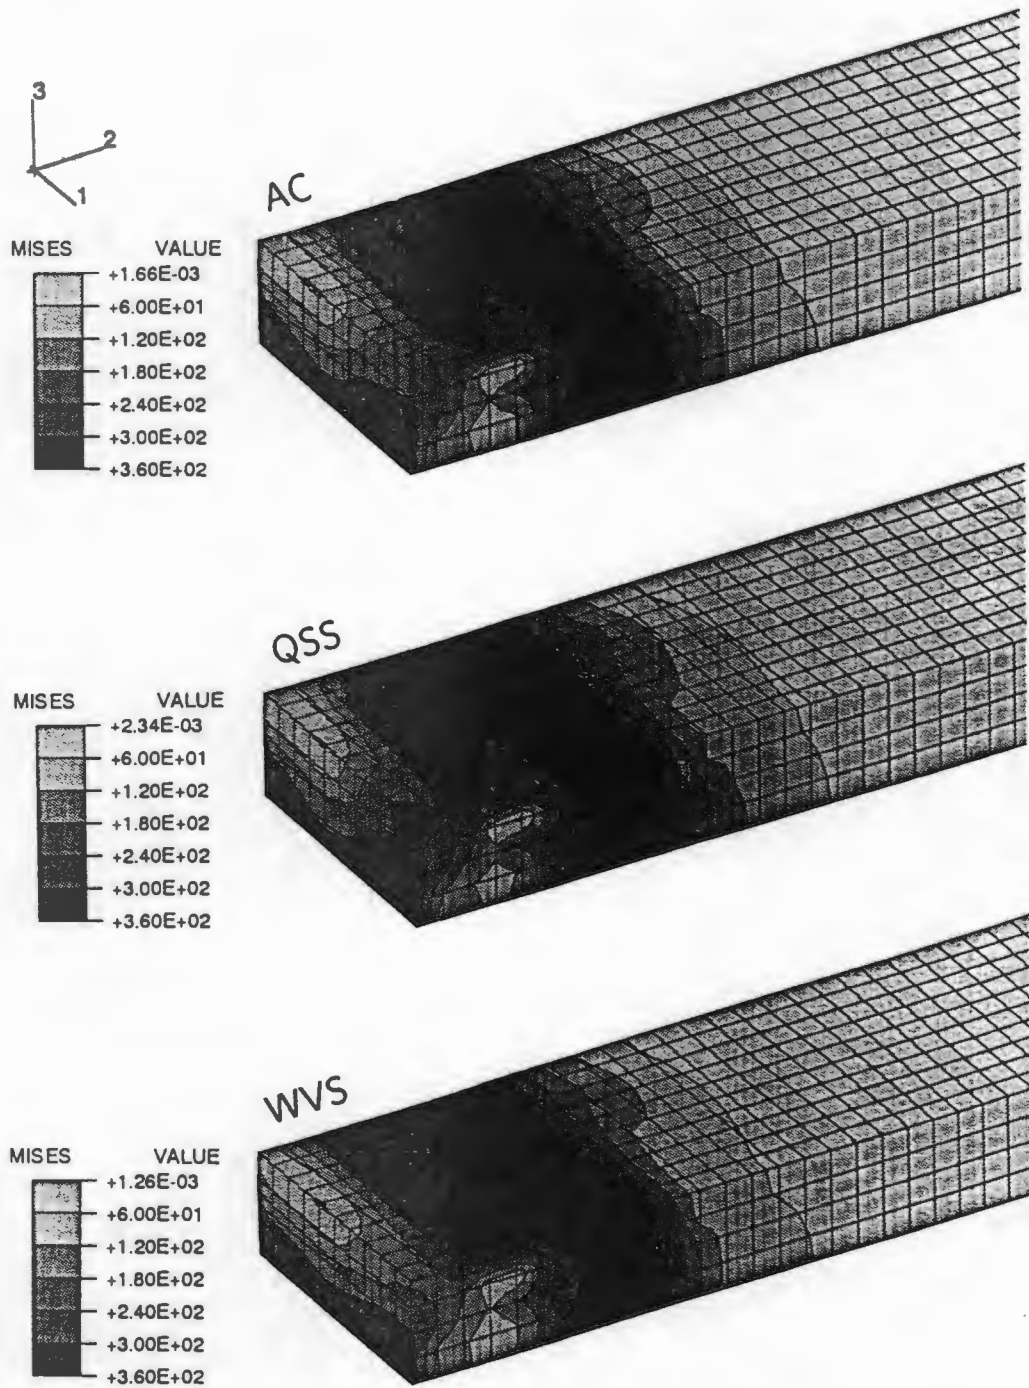 3
2
1
AC
MISES VALUE
+1.66E-03
+6.00E+01
+1.20E+02
+1.80E+02
+2.40E+02
+3.00E+02
+3.60E+02
QSS
MISES VALUE
+2.34E-03
+6.00E+01
+1.20E+02
+1.80E+02
+2.40E+02
+3.00E+02
+3.60E+02
WVS
MISES VALUE
+1.26E-03
+6.00E+01
+1.20E+02
+1.80E+02
+2.40E+02
+3.00E+02
+3.60E+02